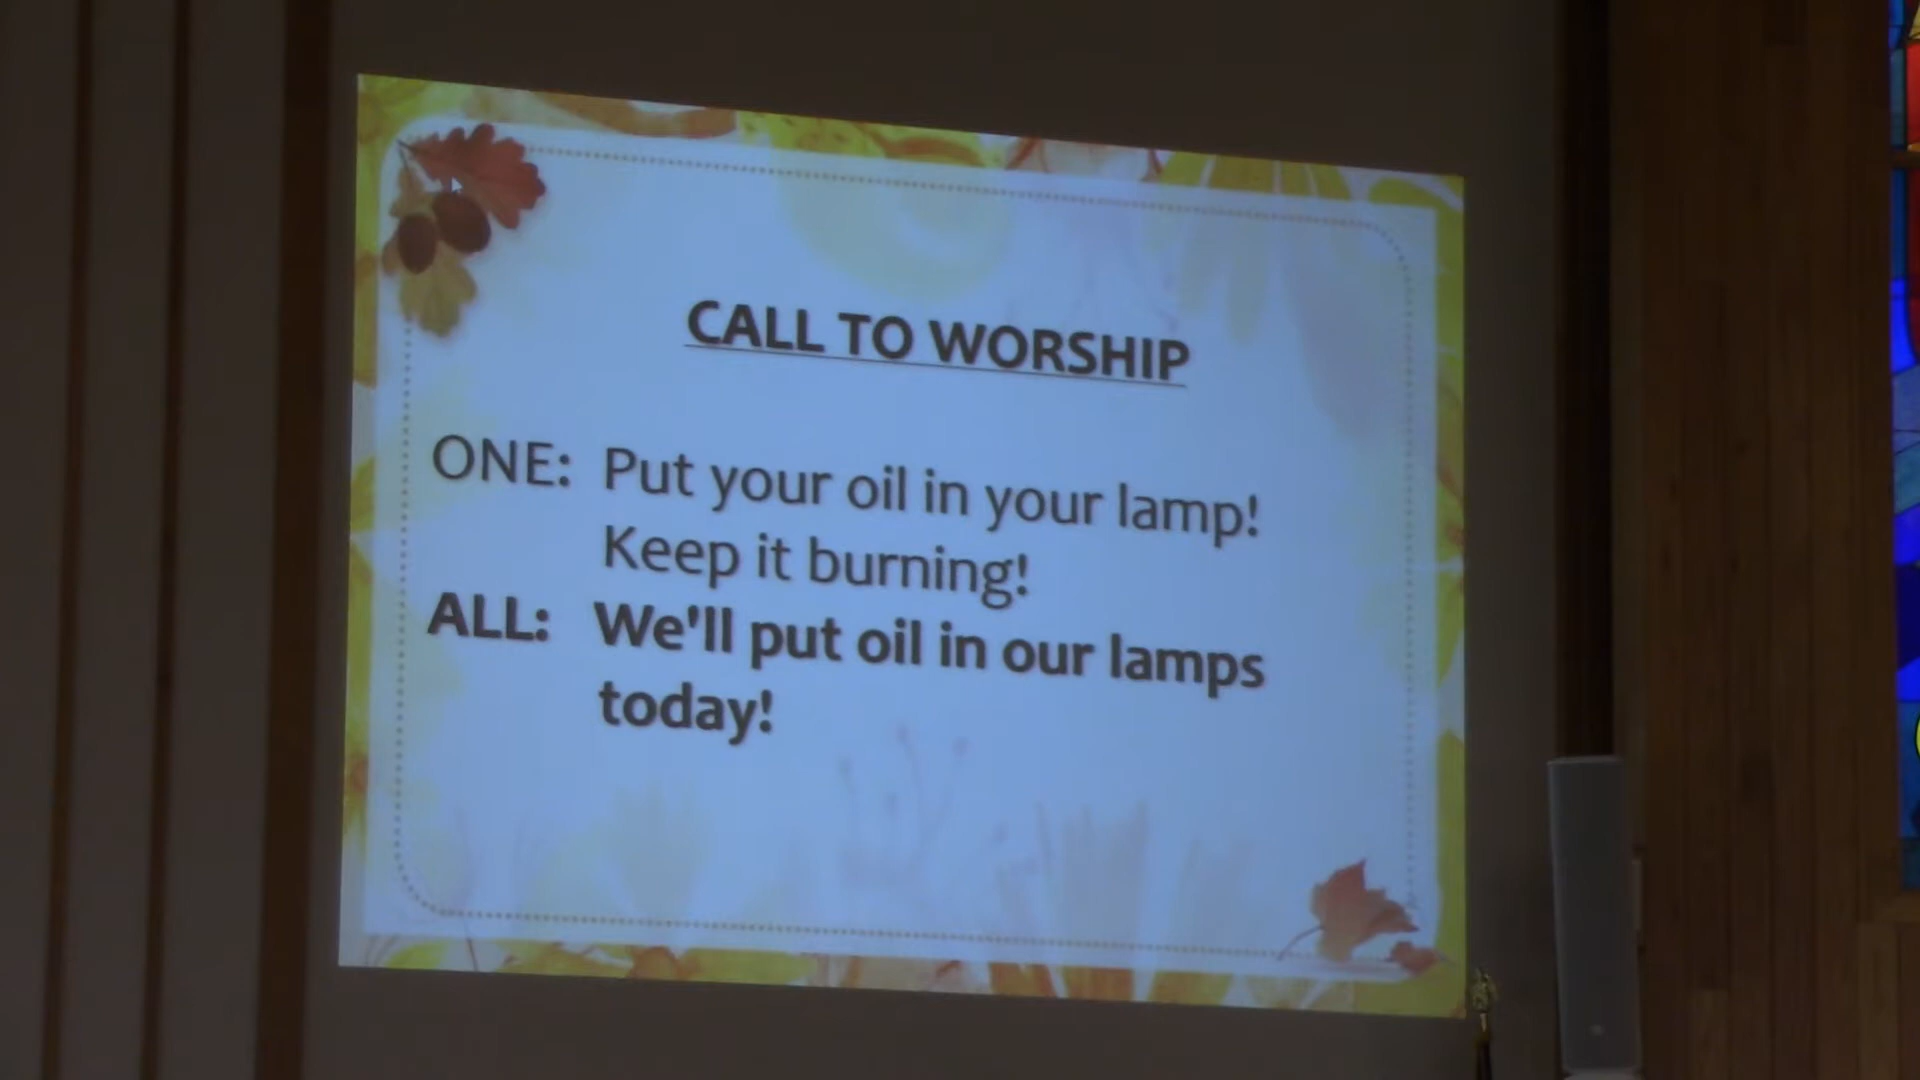 CALL TO WORSHIP
ONE: Put your oil in your lamp!
Keep it burning!
ALL: We'll put oil in our lamps
today!